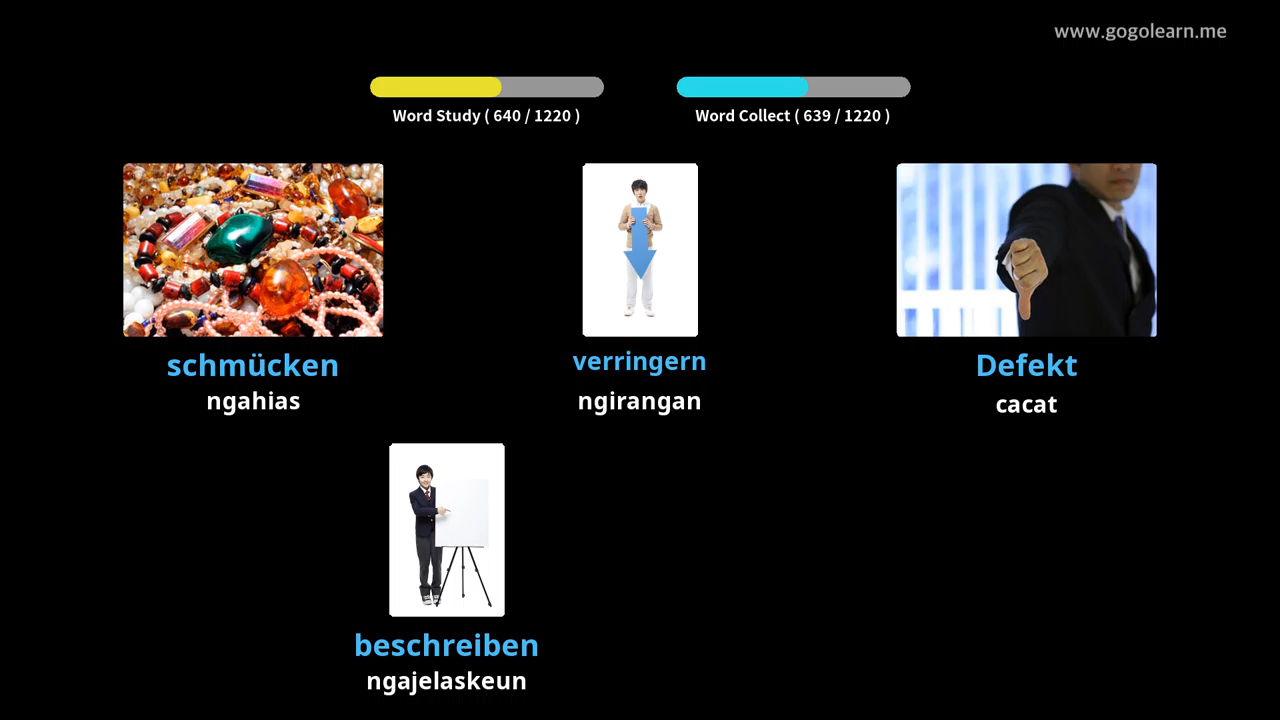 www.gogolearn.me
Word Study ( 640 / 1220 )
Word Collect ( 639 / 1220 )
schmücken
ngahias
verringern
ngirangan
Defekt
cacat
beschreiben
ngajelaskeun